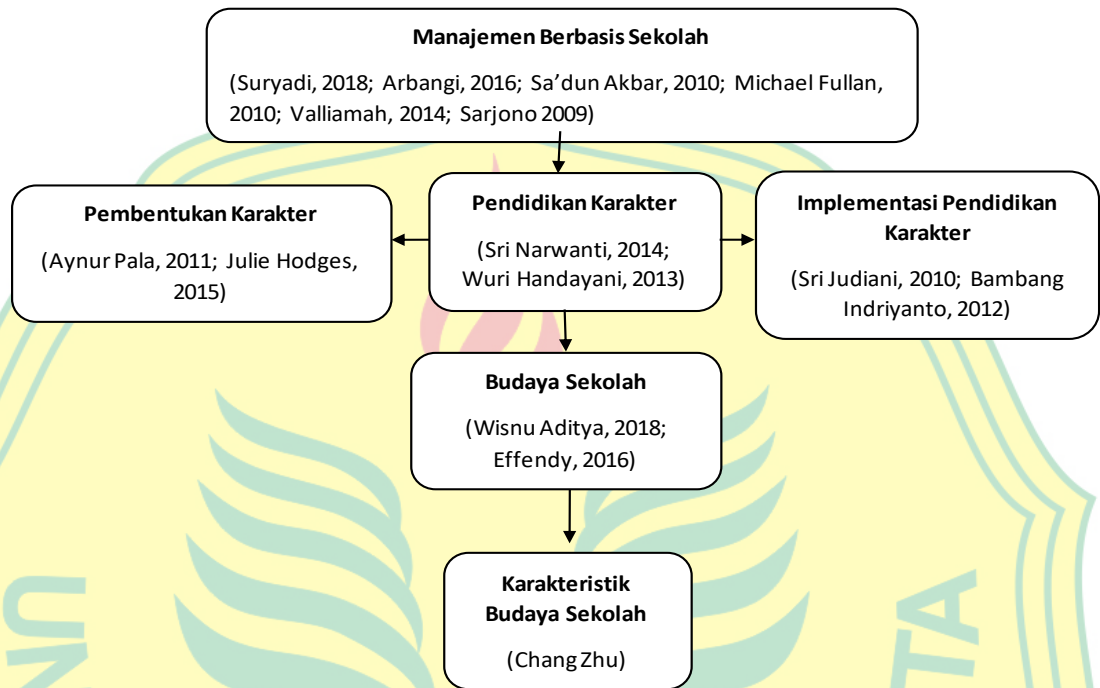 Manajemen Berbasis Sekolah
(Suryadi, 2018; Arbangi, 2016; Sa’dun Akbar, 2010; Michael Fullan,
2010; Valliamah, 2014; Sarjono 2009)
Pembentukan Karakter
(Aynur Pala, 2011; Julie Hodges,
2015)
Pendidikan Karakter
(Sri Narwanti, 2014;
Wuri Handayani, 2013)
Implementasi Pendidikan
Karakter
(Sri Judiani, 2010; Bambang
Indriyanto, 2012)
Budaya Sekolah
(Wisnu Aditya, 2018;
Effendy, 2016)
Karakteristik
Budaya Sekolah
(Chang Zhu)